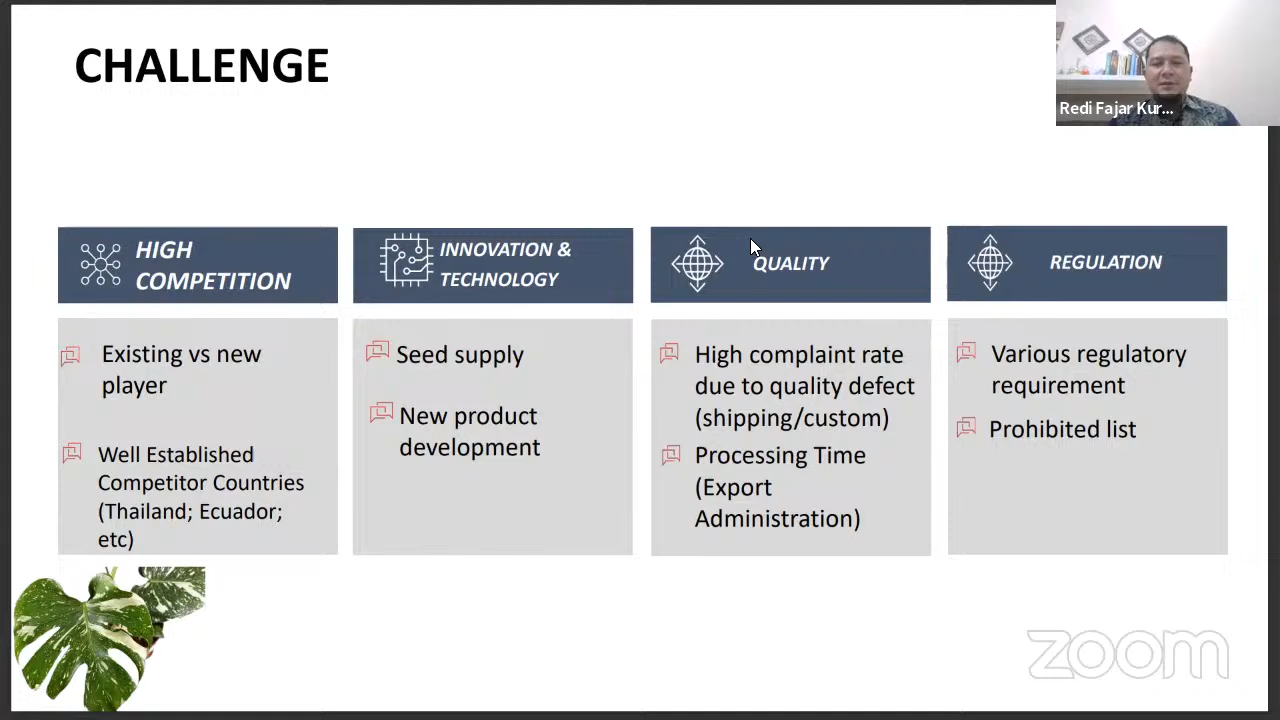 CHALLENGE
Redi Fajar Kur...
HIGH
COMPETITION
Existing vs new
player
Well Established
Competitor Countries
(Thailand; Ecuador;
etc)
INNOVATION &
TECHNOLOGY
Seed supply
New product
development
QUALITY
High complaint rate
due to quality defect
(shipping/custom)
Processing Time
(Export
Administration)
REGULATION
Various regulatory
requirement
Prohibited list
zoom